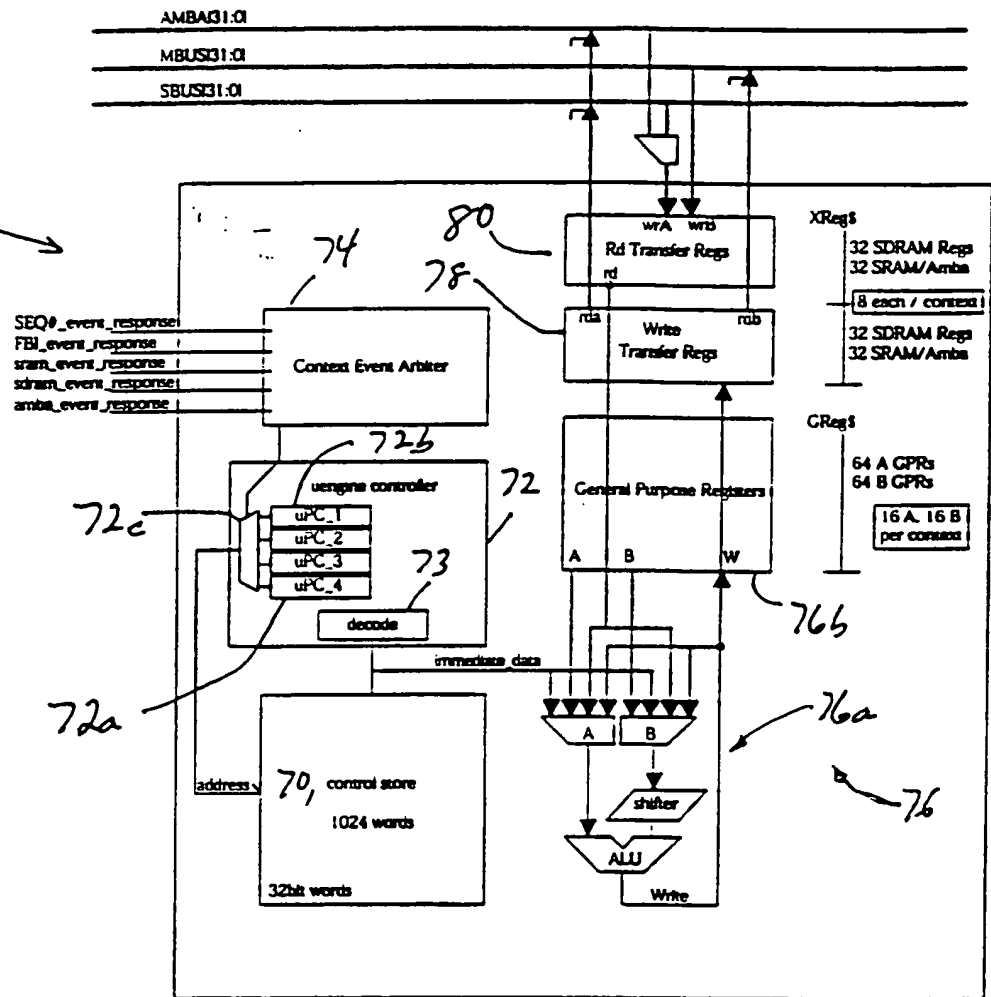 AMBA[31:0]
MBUS[31:0]
SBUS[31:0]
wrA wrB
80
Rd Transfer Regs
rd
XReg$
32 SDRAM Regs
32 SRAM/Amba
8 each / context
32 SDRAM Regs
32 SRAM/Amba
74
78
rda
rdb
Write
Transfer Regs
SEQ#_event_response
FBI_event_response
sram_event_response
sdram_event_response
amba_event_response
Context Event Arbiter
GReg$
64 A GPRs
64 B GPRs
16 A, 16 B
per context
General Purpose Registers
A B W
76b
72b
72
72c
uengine controller
uPC_1
uPC_2
uPC_3
uPC_4
73
decode
72a
immediate_data
A B
76a
76
shifter
ALU
Write
address
70, control store
1024 words
32bit words